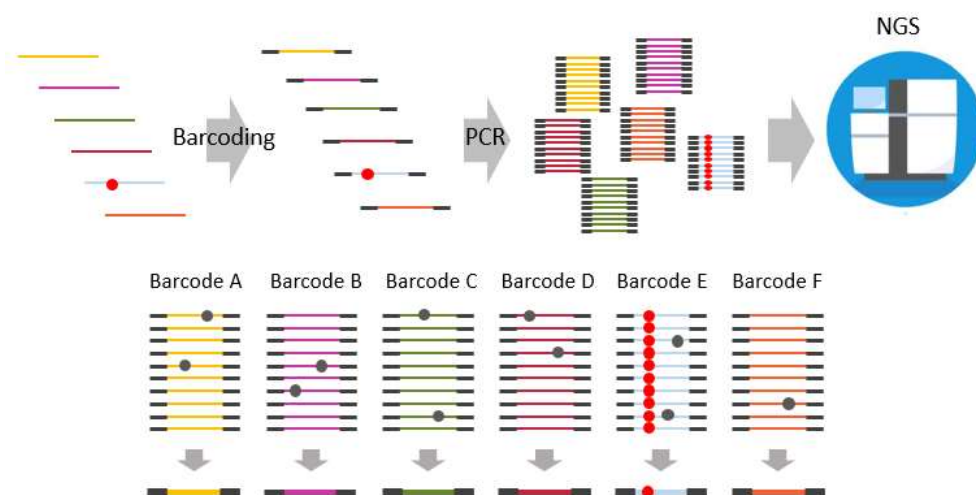 NGS
Barcoding
PCR
Barcode A
Barcode B
Barcode C
Barcode D
Barcode E
Barcode F